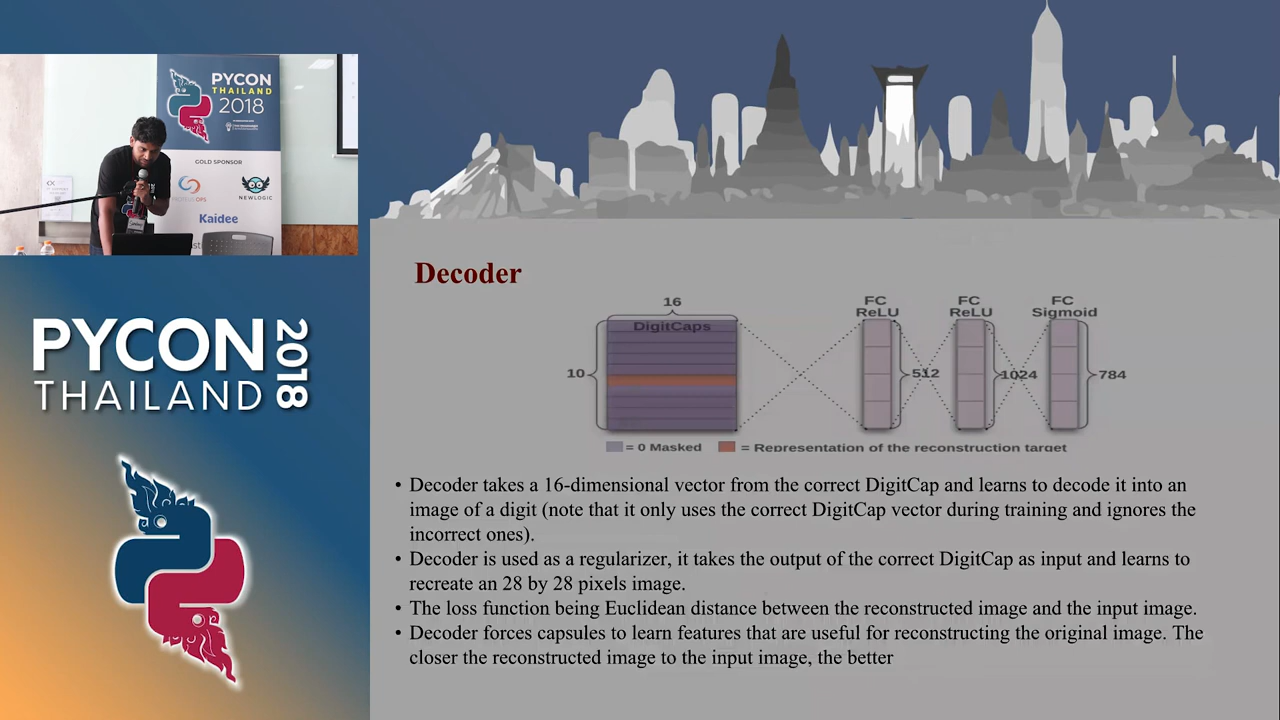 PYCON
THAILAND
2018
GOLD SPONSOR
NEWLOGIC
Kaidee
PYCON 2018
THAILAND
Decoder
16
DigitCaps
10
FC
ReLU
512
FC
ReLU
1024
FC
Sigmoid
784
= 0 Masked = Representation of the reconstruction target
• Decoder takes a 16-dimensional vector from the correct DigitCap and learns to decode it into an
image of a digit (note that it only uses the correct DigitCap vector during training and ignores the
incorrect ones).
• Decoder is used as a regularizer, it takes the output of the correct DigitCap as input and learns to
recreate an 28 by 28 pixels image.
• The loss function being Euclidean distance between the reconstructed image and the input image.
• Decoder forces capsules to learn features that are useful for reconstructing the original image. The
closer the reconstructed image to the input image, the better